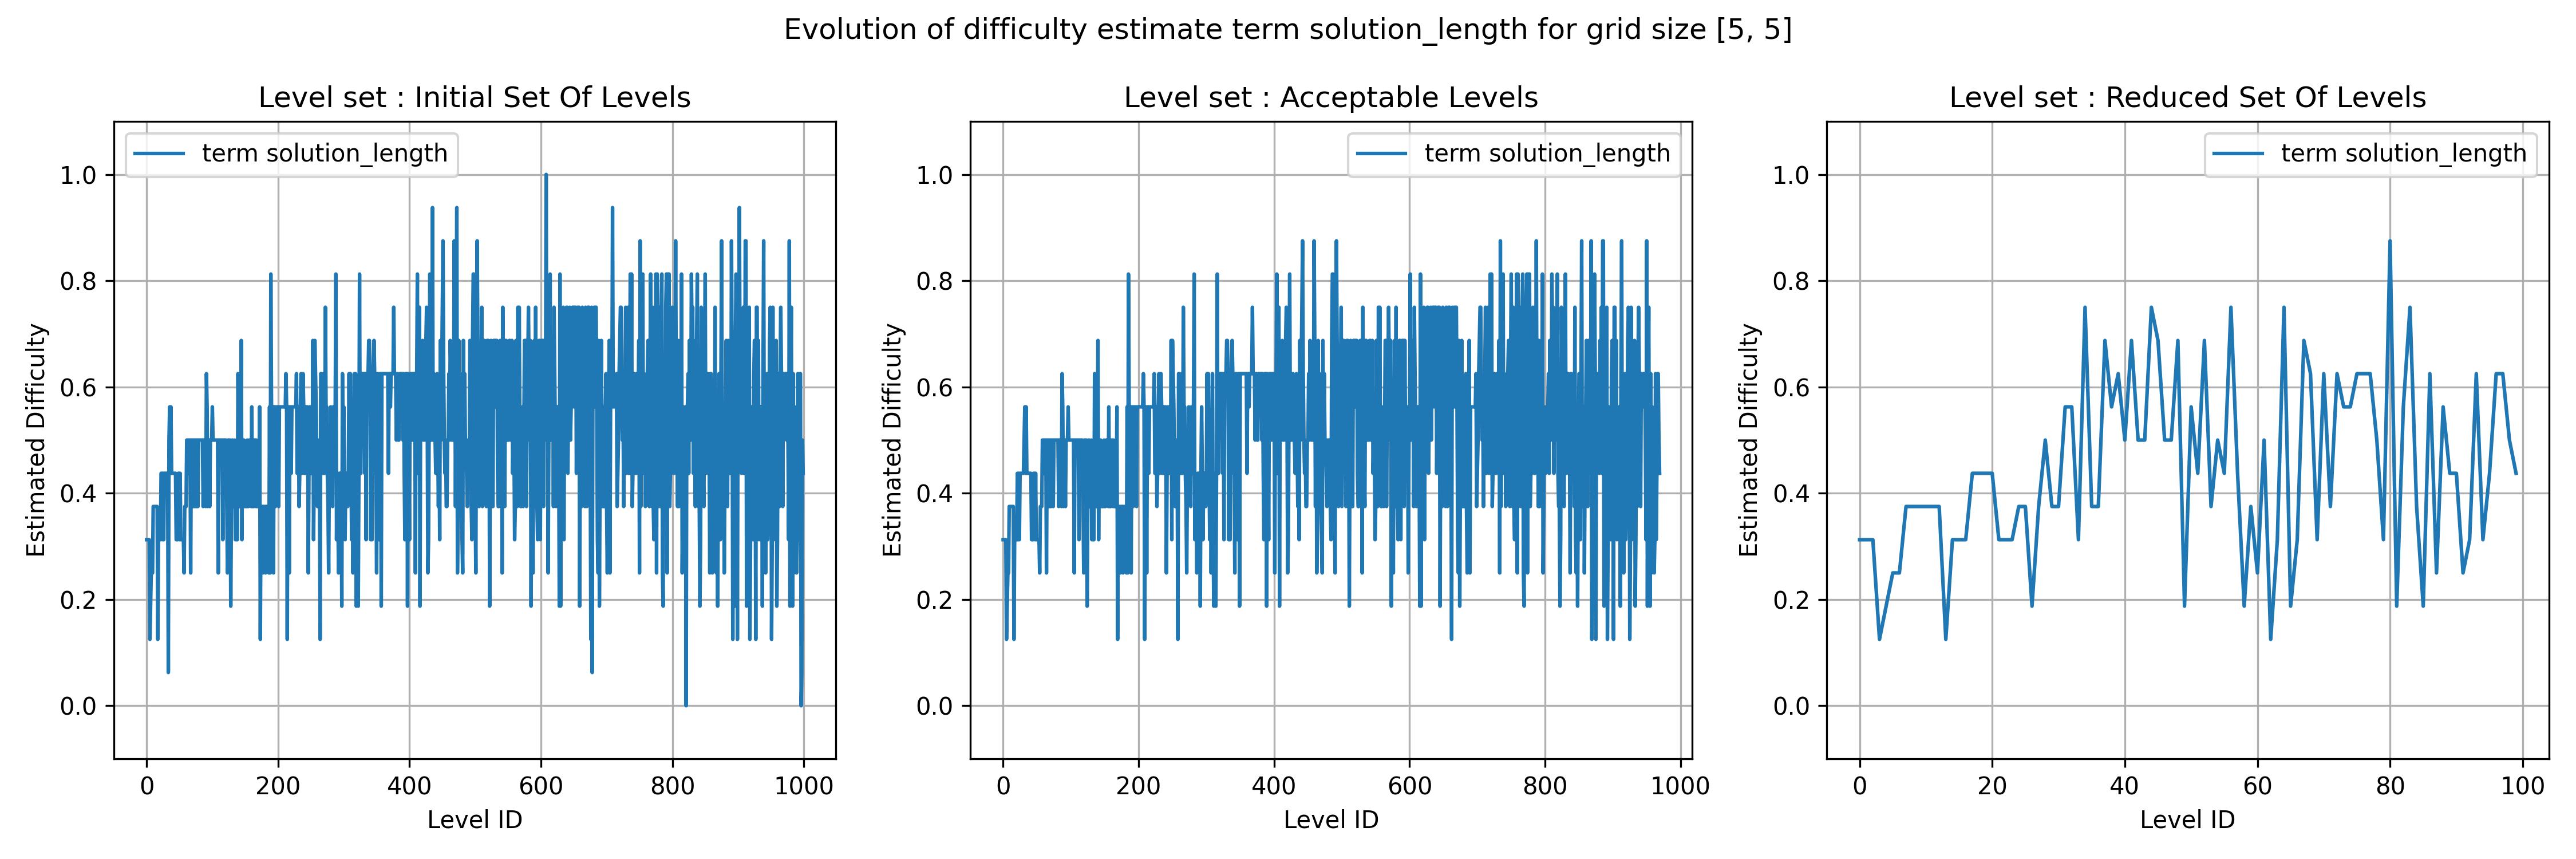 Evolution of difficulty estimate term solution_length for grid size [5, 5]
Level set : Initial Set Of Levels
term solution_length
Estimated Difficulty
1.0
0.8
0.6
0.4
0.2
0.0
0 200 400 600 800 1000
Level ID
Level set : Acceptable Levels
term solution_length
Estimated Difficulty
1.0
0.8
0.6
0.4
0.2
0.0
0 200 400 600 800 1000
Level ID
Level set : Reduced Set Of Levels
term solution_length
Estimated Difficulty
1.0
0.8
0.6
0.4
0.2
0.0
0 20 40 60 80 100
Level ID